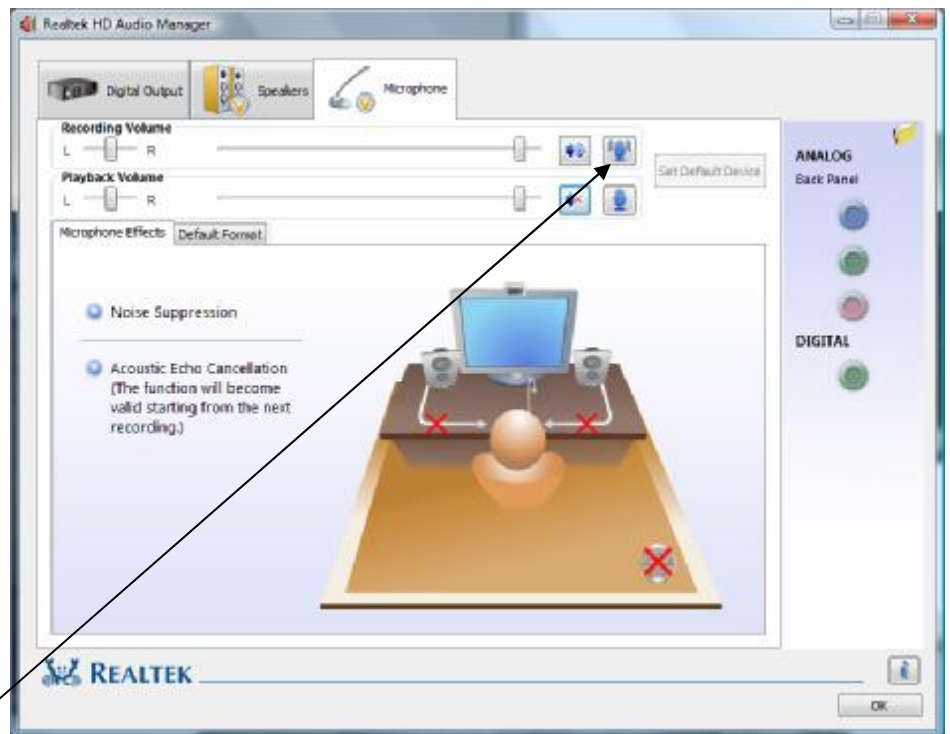 Realtek HD Audio Manager
Digital Output
Speakers
Microphone
Recording Volume
L R
Set Default Device
Playback Volume
L R
Microphone Effects
Default Format
Noise Suppression
Acoustic Echo Cancellation
(The function will become
valid starting from the next
recording.)
ANALOG
Back Panel
DIGITAL
REALTEK
i
OK